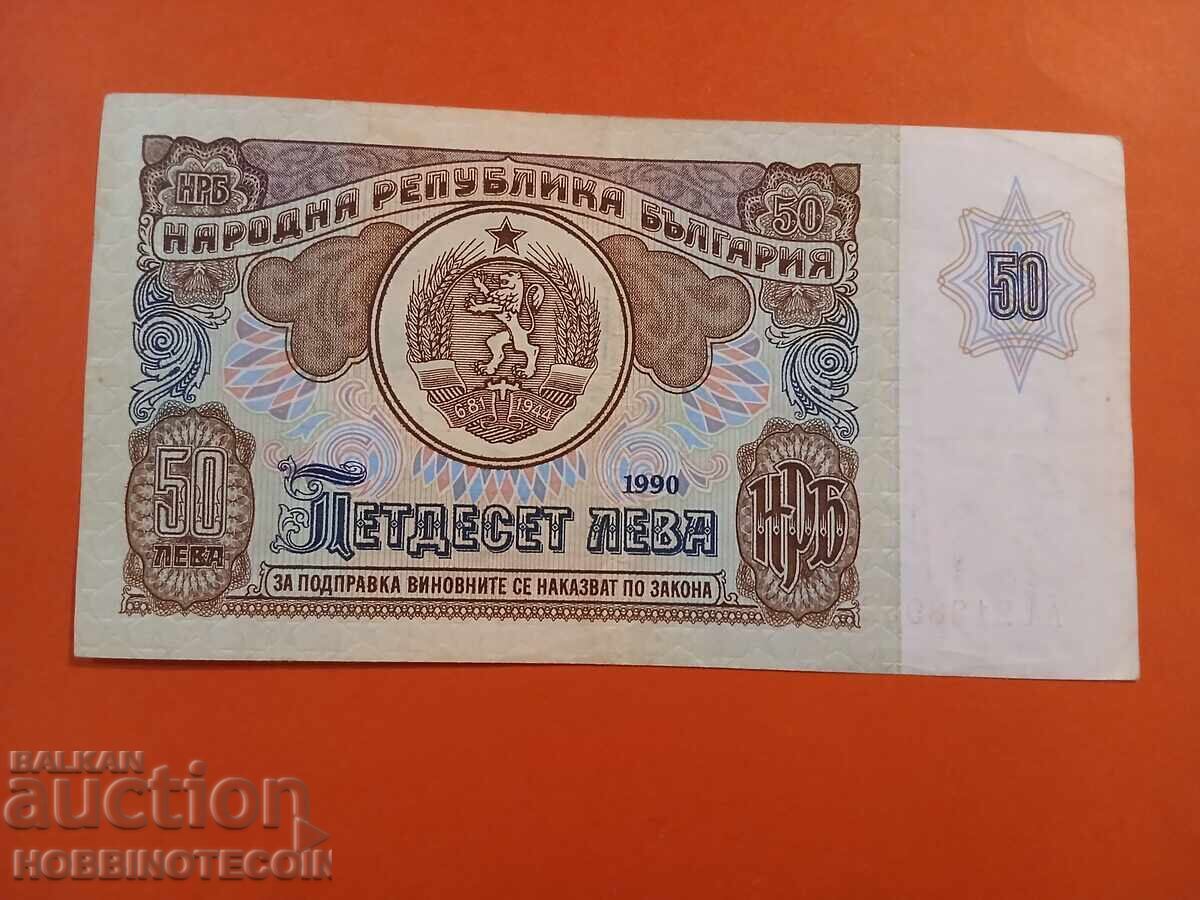 НРБ
НАРОДНА РЕПУБЛИКА БЪЛГАРИЯ
50
50
681 1944
1990
50
ЛЕВА
ПЕТДЕСЕТ ЛЕВА
НРБ
ЗА ПОДПРАВКА ВИНОВНИТЕ СЕ НАКАЗВАТ ПО ЗАКОНА
BALKAN
auction
HOBBINOTECOIN